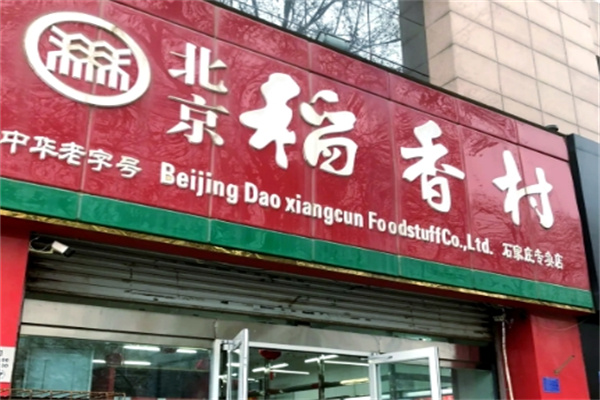 北京
稻香村
中华老字号
Beijing Dao xiangcun FoodstuffCo.,Ltd. 石家庄专卖店